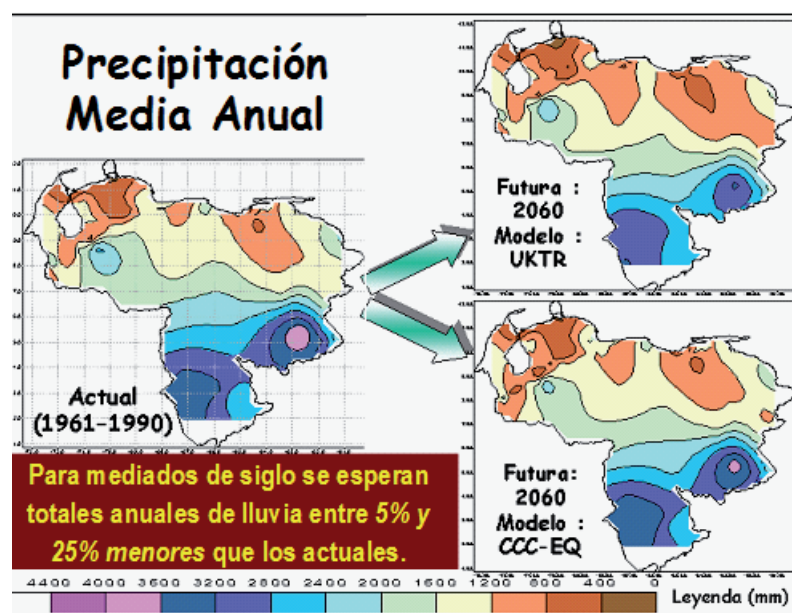 Precipitación
Media Anual
Actual
(1961-1990)
Futura :
2060
Modelo :
UKTR
Futura:
2060
Modelo :
CCC-EQ
Para mediados de siglo se esperan
totales anuales de lluvia entre 5% y
25% menores que los actuales.
4400 4000 3600 3200 2800 2400 2000 1600 1200 800 400
Leyenda (mm)